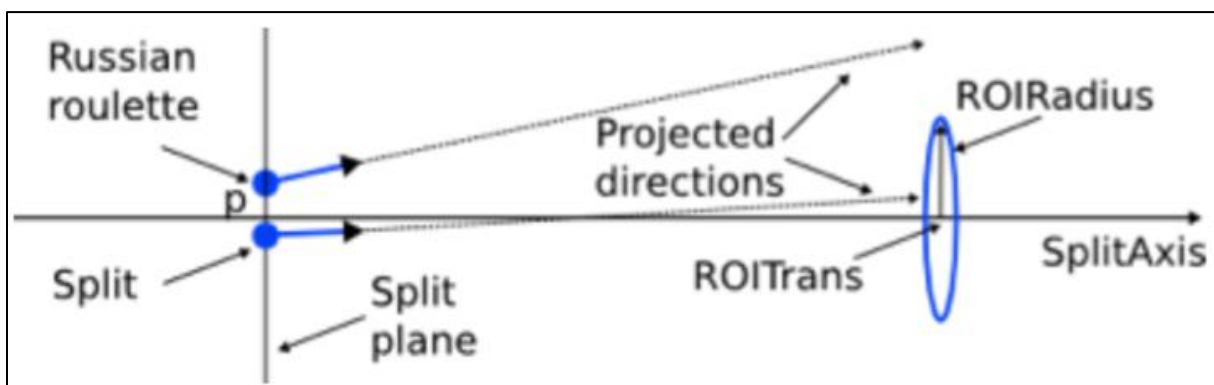 Russian
roulette
p
Split
Split
plane
Projected
directions
ROIRadius
ROITrans
SplitAxis